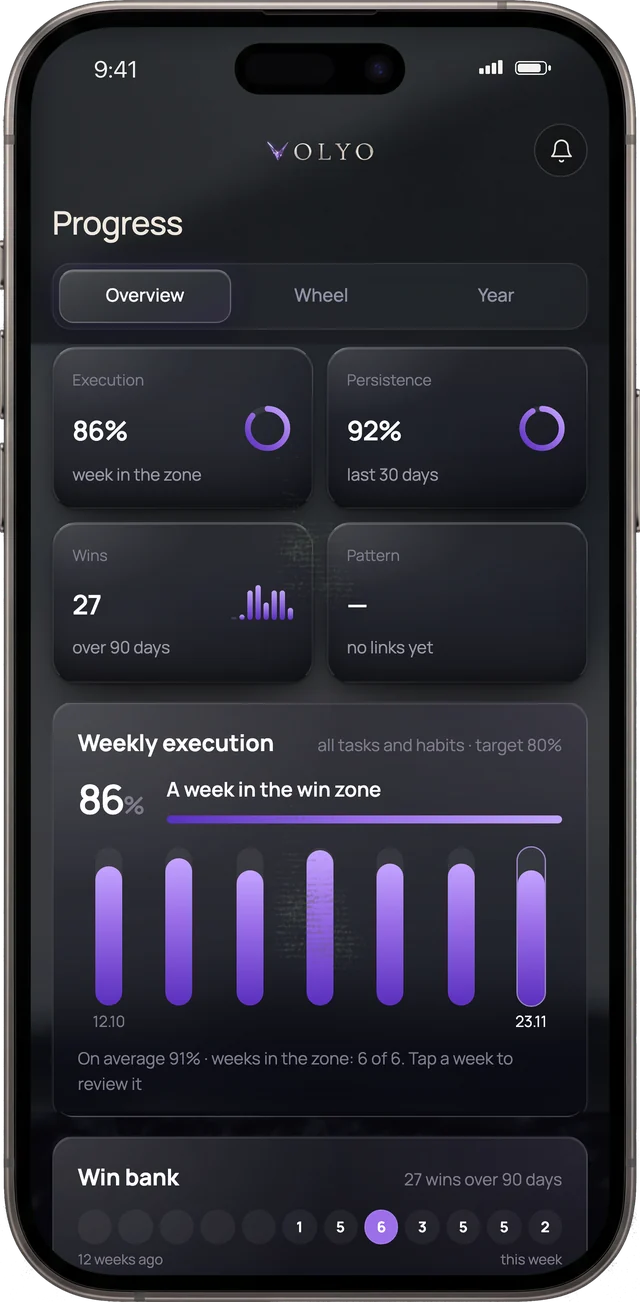 9:41
VOLYO
Progress
Overview Wheel Year
Execution
86%
week in the zone
Persistence
92%
last 30 days
Wins
27
over 90 days
Pattern
–
no links yet
Weekly execution all tasks and habits · target 80%
86% A week in the win zone
12.10 23.11
On average 91% · weeks in the zone: 6 of 6. Tap a week to
review it
Win bank 27 wins over 90 days
1 5 6 3 5 5 2
12 weeks ago this week